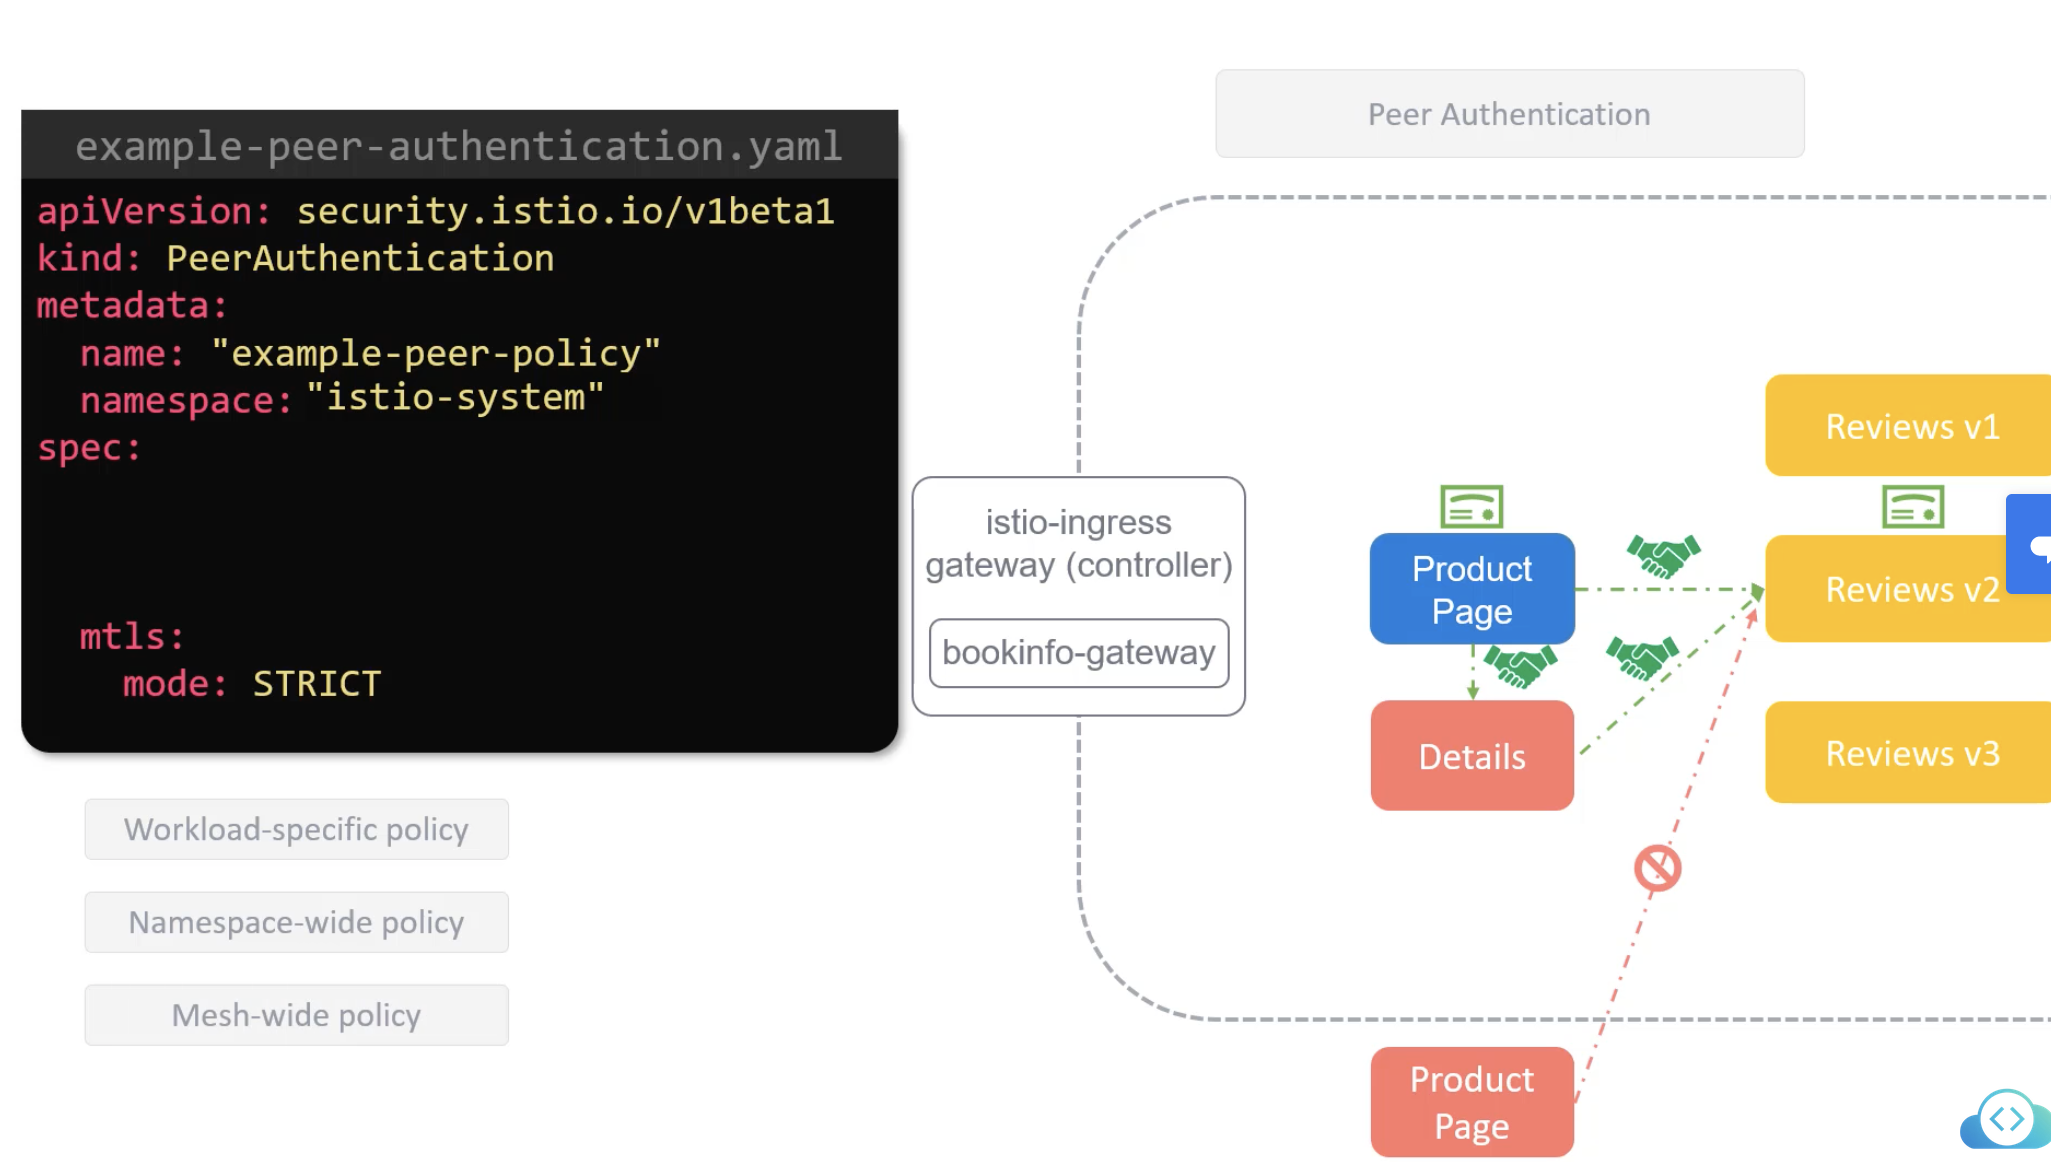 Peer Authentication
example-peer-authentication.yaml
apiVersion: security.istio.io/v1beta1
kind: PeerAuthentication
metadata:
  name: "example-peer-policy"
  namespace: "istio-system"
spec:
  mtls:
    mode: STRICT
Workload-specific policy
Namespace-wide policy
Mesh-wide policy
istio-ingress
gateway (controller)
bookinfo-gateway
Product
Page
Details
Reviews v1
Reviews v2
Reviews v3
Product
Page